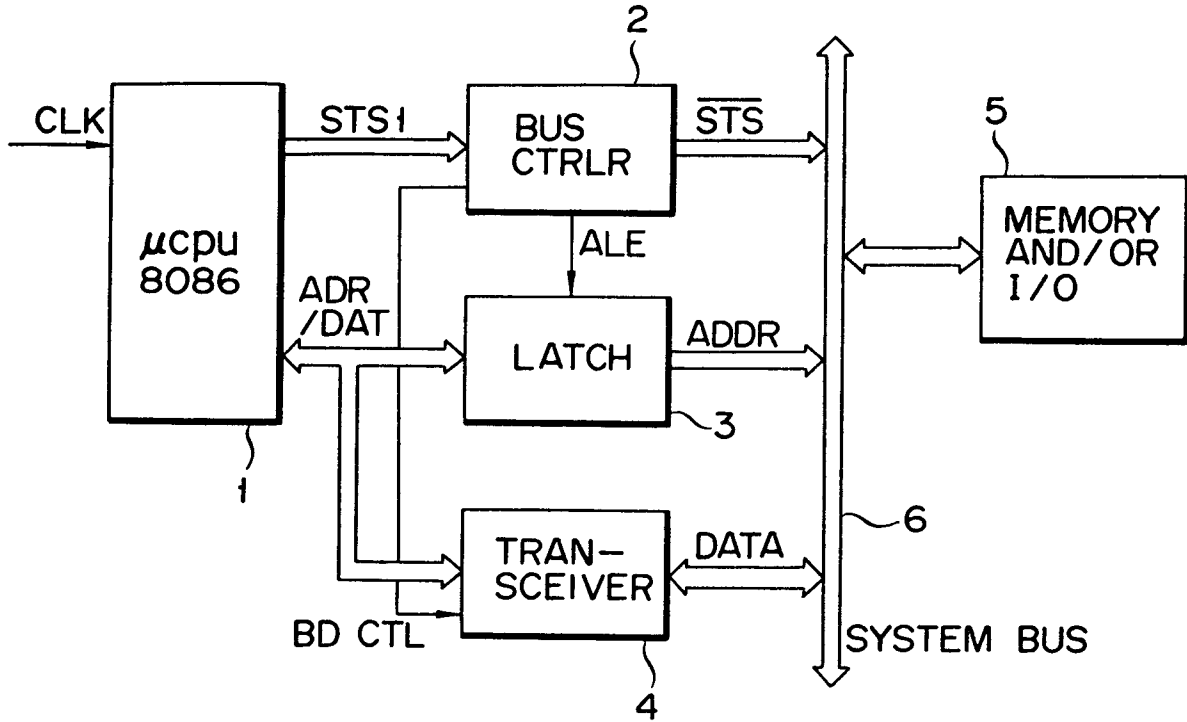 2
CLK
STS1
BUS
CTRLR
S̅T̅S̅
5
μcpu
8086
MEMORY
AND/OR
I/O
ALE
ADR
/DAT
LATCH
ADDR
3
1
6
TRAN-
SCEIVER
DATA
BD CTL
SYSTEM BUS
4